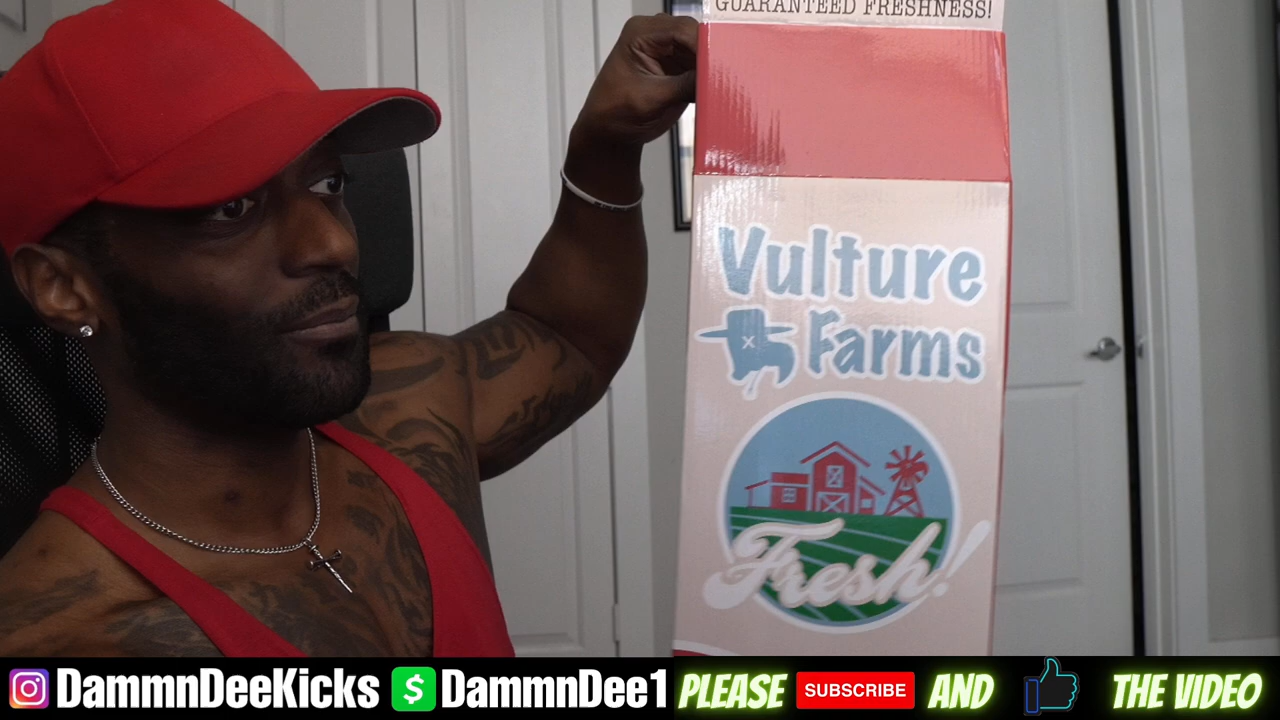 GUARANTEED FRESHNESS!
Vulture
Farms
Fresh!
DammnDeeKicks $ DammnDee1 PLEASE SUBSCRIBE AND THE VIDEO